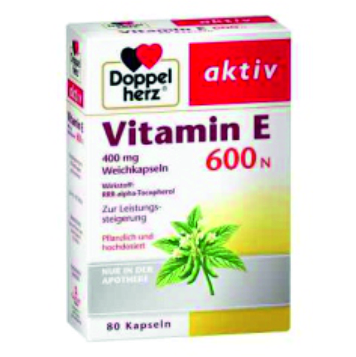 Doppel
herz®
aktiv
Vitamin E
600 N
400 mg
Weichkapseln
Wirkstoff:
RRR-alpha-Tocopherol
Zur Leistungs-
steigerung
Pflanzlich und
hochdosiert
NUR IN DER
APOTHEKE
80 Kapseln